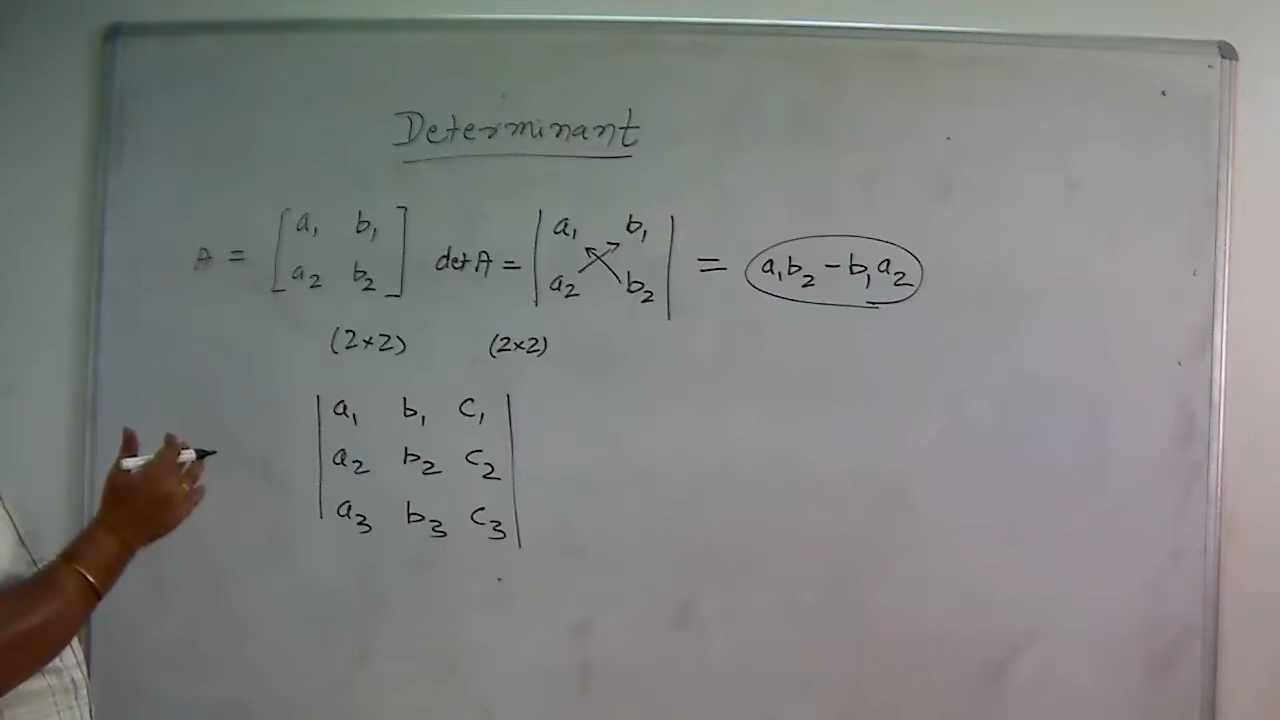 Determinant
A = [a₁ b₁
a₂ b₂] det A = |a₁ b₁
a₂ b₂| = a₁b₂ - b₁a₂
(2×2) (2×2)
|a₁ b₁ c₁
a₂ b₂ c₂
a₃ b₃ c₃|